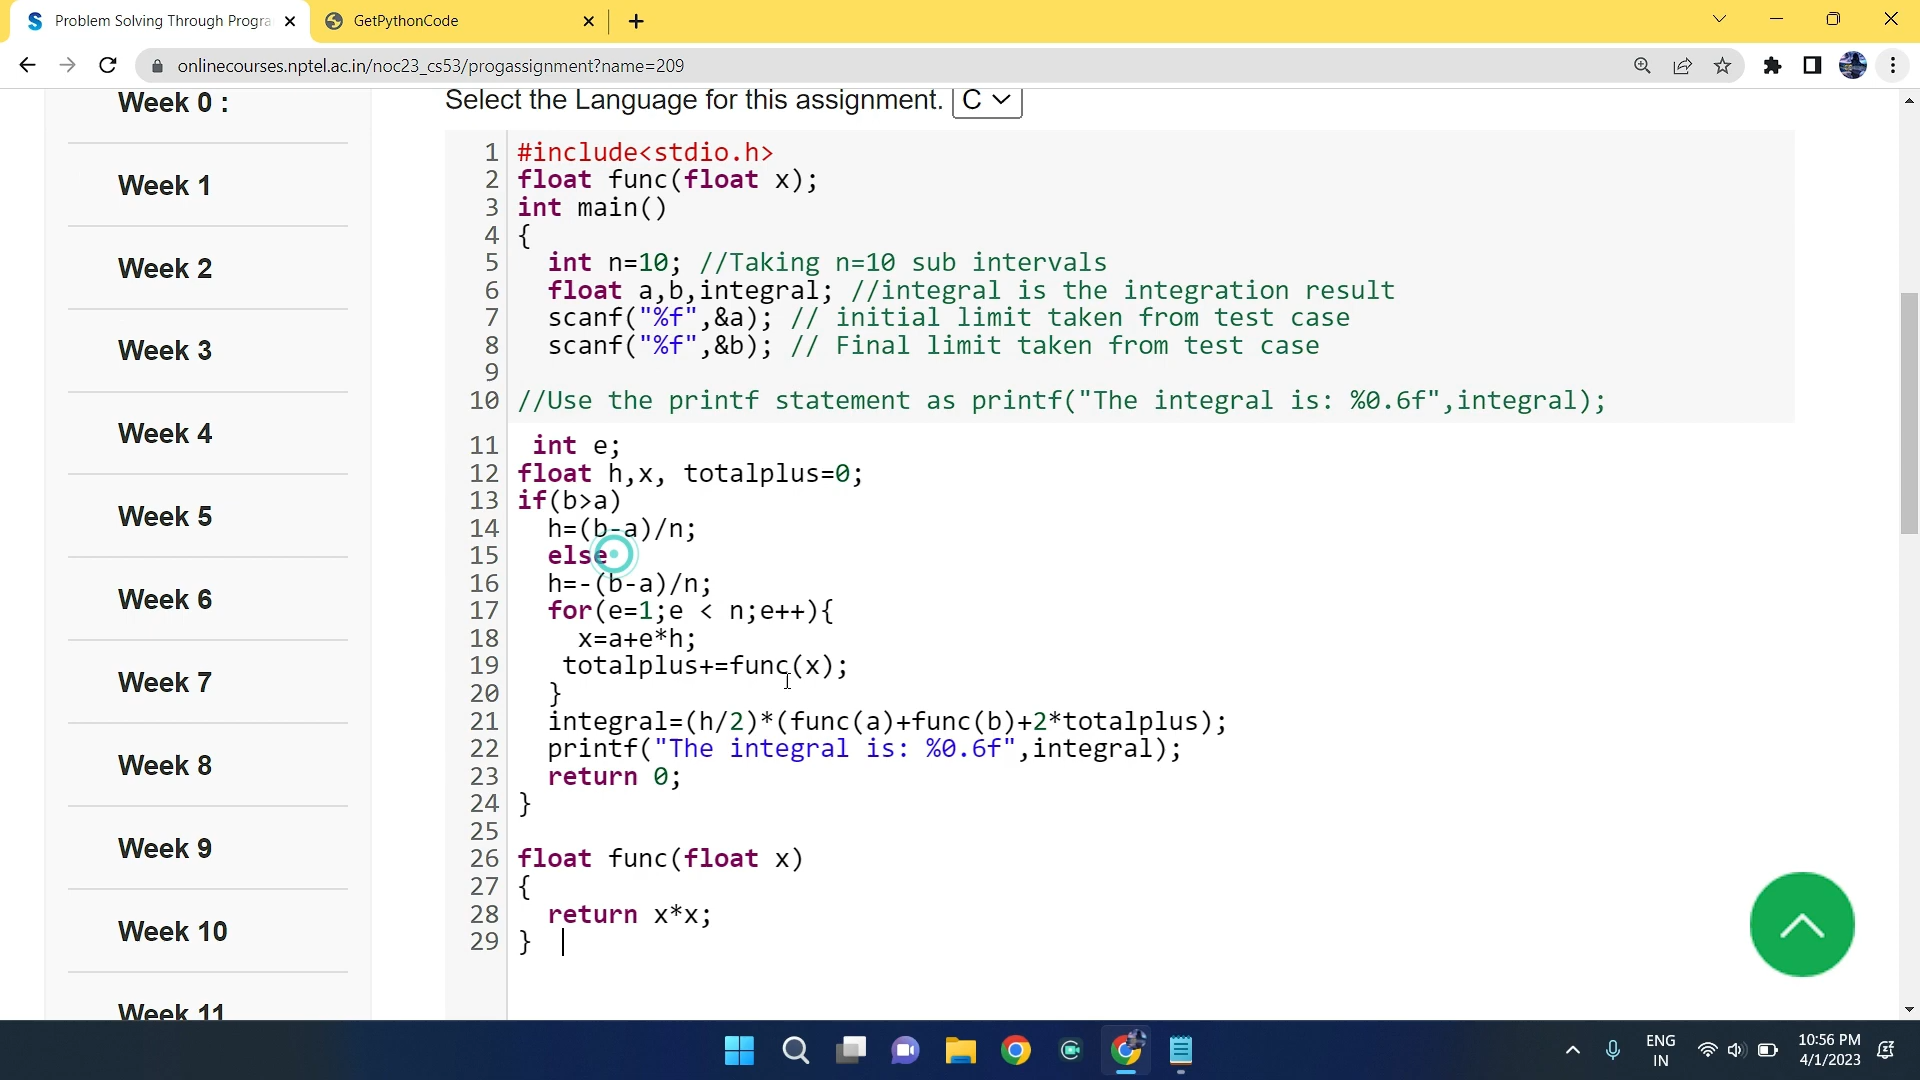 Problem Solving Through Progra
GetPythonCode
onlinecourses.nptel.ac.in/noc23_cs53/progassignment?name=209
Week 0 :
Week 1
Week 2
Week 3
Week 4
Week 5
Week 6
Week 7
Week 8
Week 9
Week 10
Week 11
Select the Language for this assignment. C
1 #include<stdio.h>
2 float func(float x);
3 int main()
4 {
5 int n=10; //Taking n=10 sub intervals
6 float a,b,integral; //integral is the integration result
7 scanf("%f",&a); // initial limit taken from test case
8 scanf("%f",&b); // Final limit taken from test case
9
10 //Use the printf statement as printf("The integral is: %0.6f",integral);
11 int e;
12 float h,x, totalplus=0;
13 if(b>a)
14 h=(b-a)/n;
15 else
16 h=-(b-a)/n;
17 for(e=1;e < n;e++){
18 x=a+e*h;
19 totalplus+=func(x);
20 }
21 integral=(h/2)*(func(a)+func(b)+2*totalplus);
22 printf("The integral is: %0.6f",integral);
23 return 0;
24 }
25
26 float func(float x)
27 {
28 return x*x;
29 }
ENG
IN
10:56 PM
4/1/2023